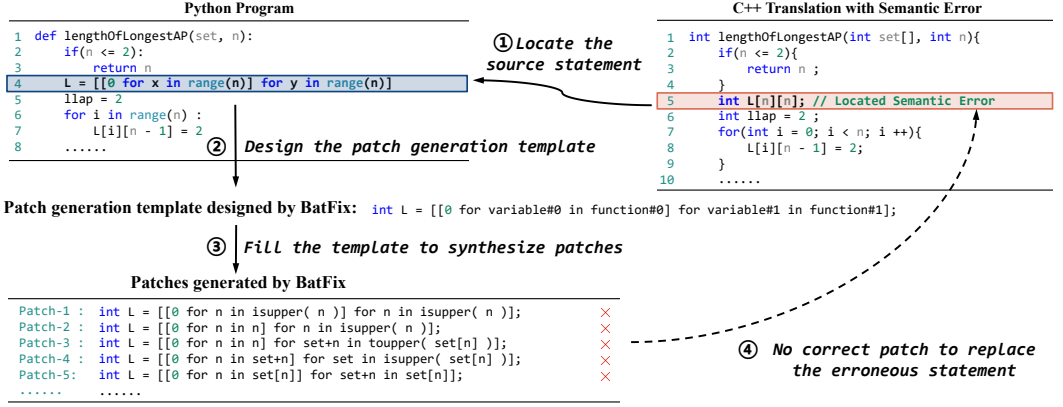 Python Program
1 def lengthOfLongestAP(set, n):
2 if(n <= 2):
3 return n
4 L = [[0 for x in range(n)] for y in range(n)]
5 llap = 2
6 for i in range(n) :
7 L[i][n - 1] = 2
8 ......
① Locate the
source statement
C++ Translation with Semantic Error
1 int lengthOfLongestAP(int set[], int n){
2 if(n <= 2){
3 return n ;
4 }
5 int L[n][n]; // Located Semantic Error
6 int llap = 2 ;
7 for(int i = 0; i < n; i ++){
8 L[i][n - 1] = 2;
9 }
10 ......
② Design the patch generation template
Patch generation template designed by BatFix: int L = [[0 for variable#0 in function#0] for variable#1 in function#1];
③ Fill the template to synthesize patches
Patches generated by BatFix
Patch-1 : int L = [[0 for n in isupper( n )] for n in isupper( n )]; ×
Patch-2 : int L = [[0 for n in n] for n in isupper( n )]; ×
Patch-3 : int L = [[0 for n in n] for set+n in toupper( set[n] )]; ×
Patch-4 : int L = [[0 for n in set+n] for set in isupper( set[n] )]; ×
Patch-5: int L = [[0 for n in set[n]] for set+n in set[n]]; ×
...... ......
④ No correct patch to replace
the erroneous statement